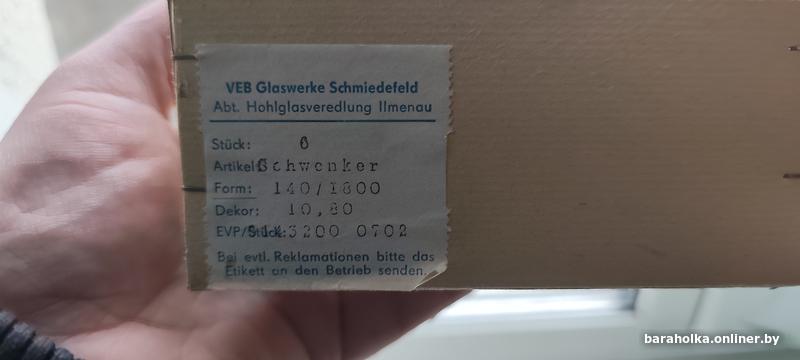 VEB Glaswerke Schmiedefeld
Abt. Hohlglasveredlung Ilmenau
Stück: 6
Artikel: Schwenker
Form: 140/1800
Dekor: 10,80
EVP/Stück: 3200 0702
Bei evtl. Reklamationen bitte das
Etikett an den Betrieb senden.
baraholka.onliner.by